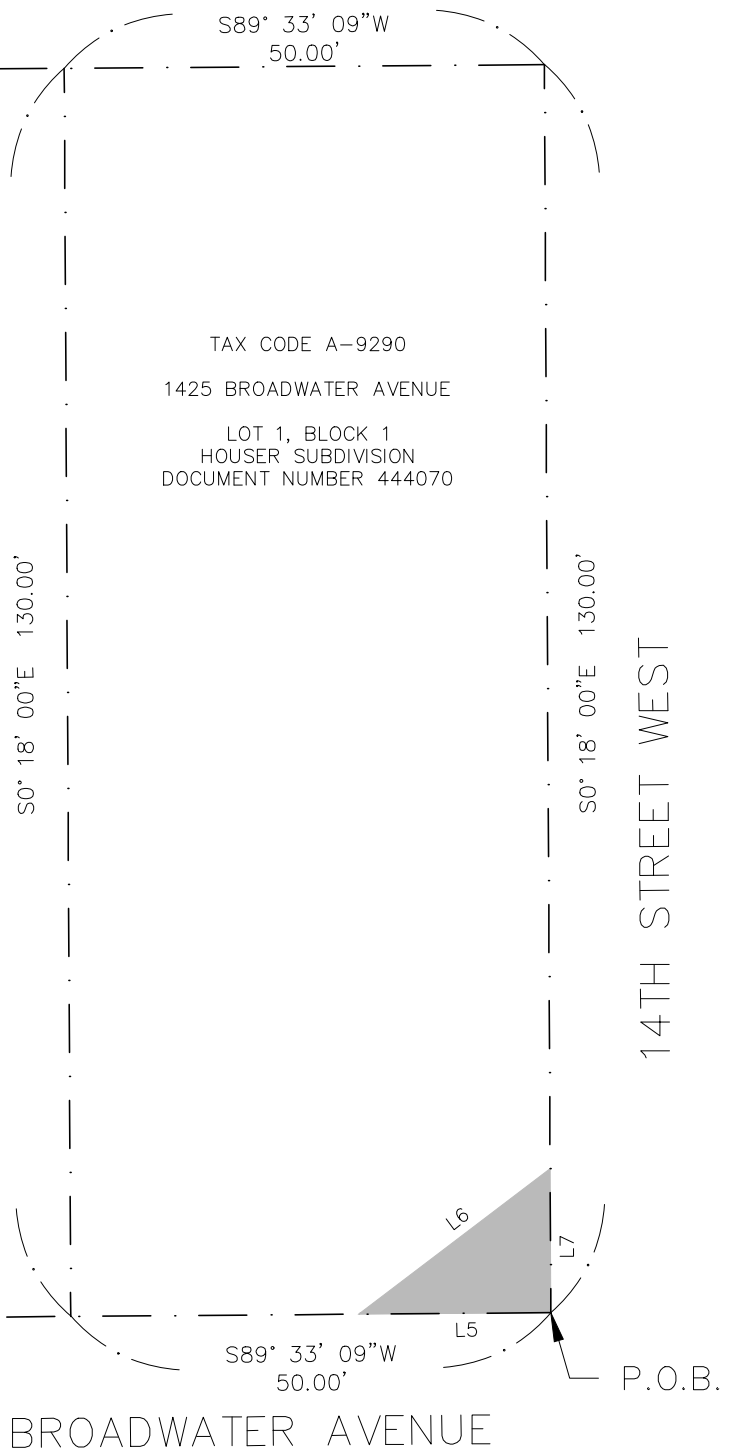 S89° 33' 09"W
50.00'
TAX CODE A-9290
1425 BROADWATER AVENUE
LOT 1, BLOCK 1
HOUSER SUBDIVISION
DOCUMENT NUMBER 444070
S0° 18' 00"E 130.00'
S0° 18' 00"E 130.00'
14TH STREET WEST
L6
L7
L5
S89° 33' 09"W
50.00'
P.O.B.
BROADWATER AVENUE